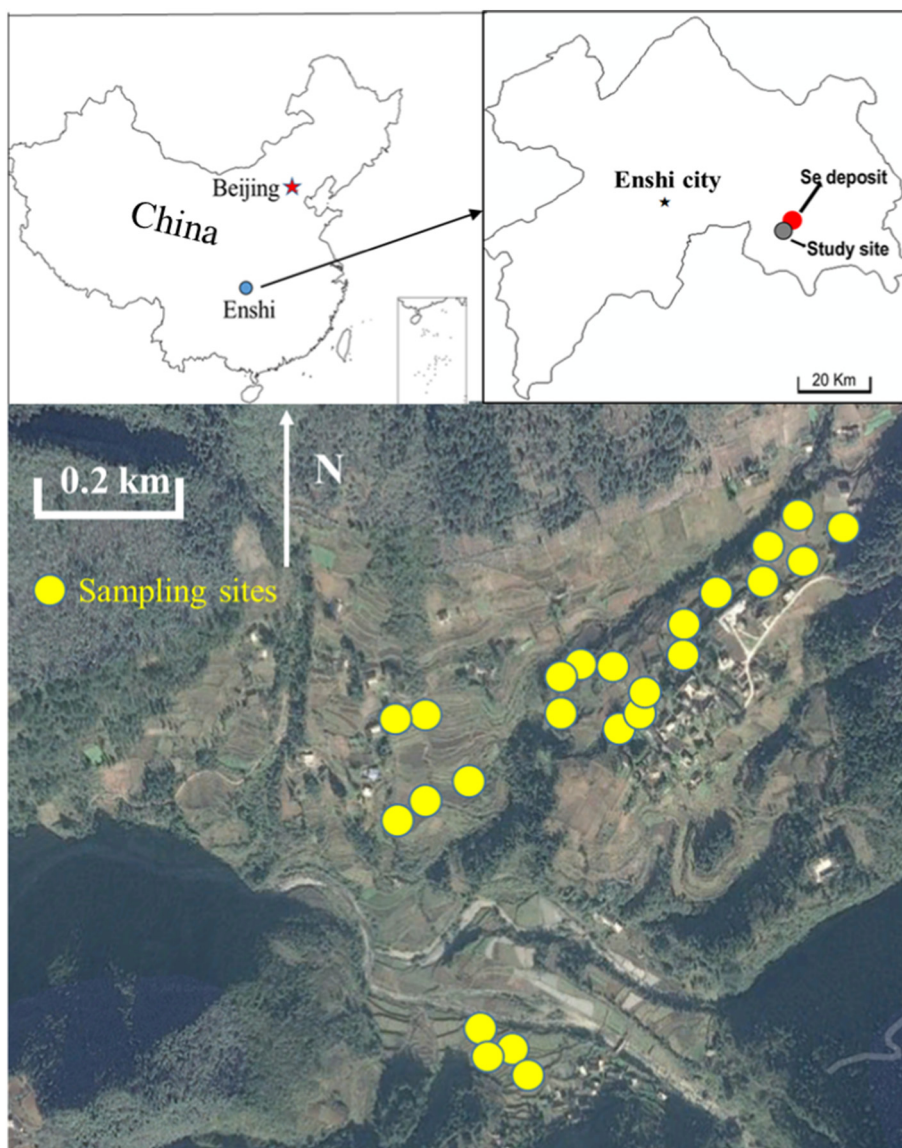 Beijing
China
Enshi
Enshi city
Se deposit
Study site
20 Km
0.2 km
N
Sampling sites